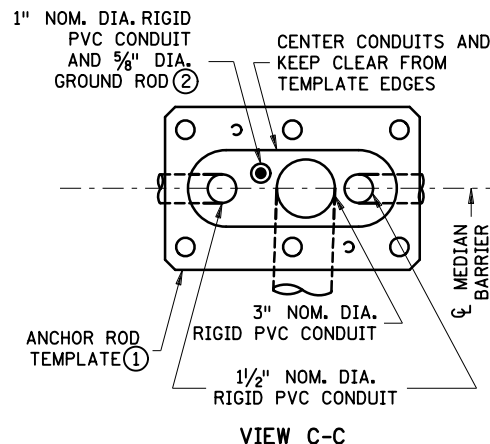 1" NOM. DIA. RIGID
PVC CONDUIT
AND ⅝" DIA.
GROUND ROD ②
CENTER CONDUITS AND
KEEP CLEAR FROM
TEMPLATE EDGES
℄ MEDIAN
BARRIER
3" NOM. DIA.
RIGID PVC CONDUIT
ANCHOR ROD
TEMPLATE ①
1½" NOM. DIA.
RIGID PVC CONDUIT
VIEW C-C